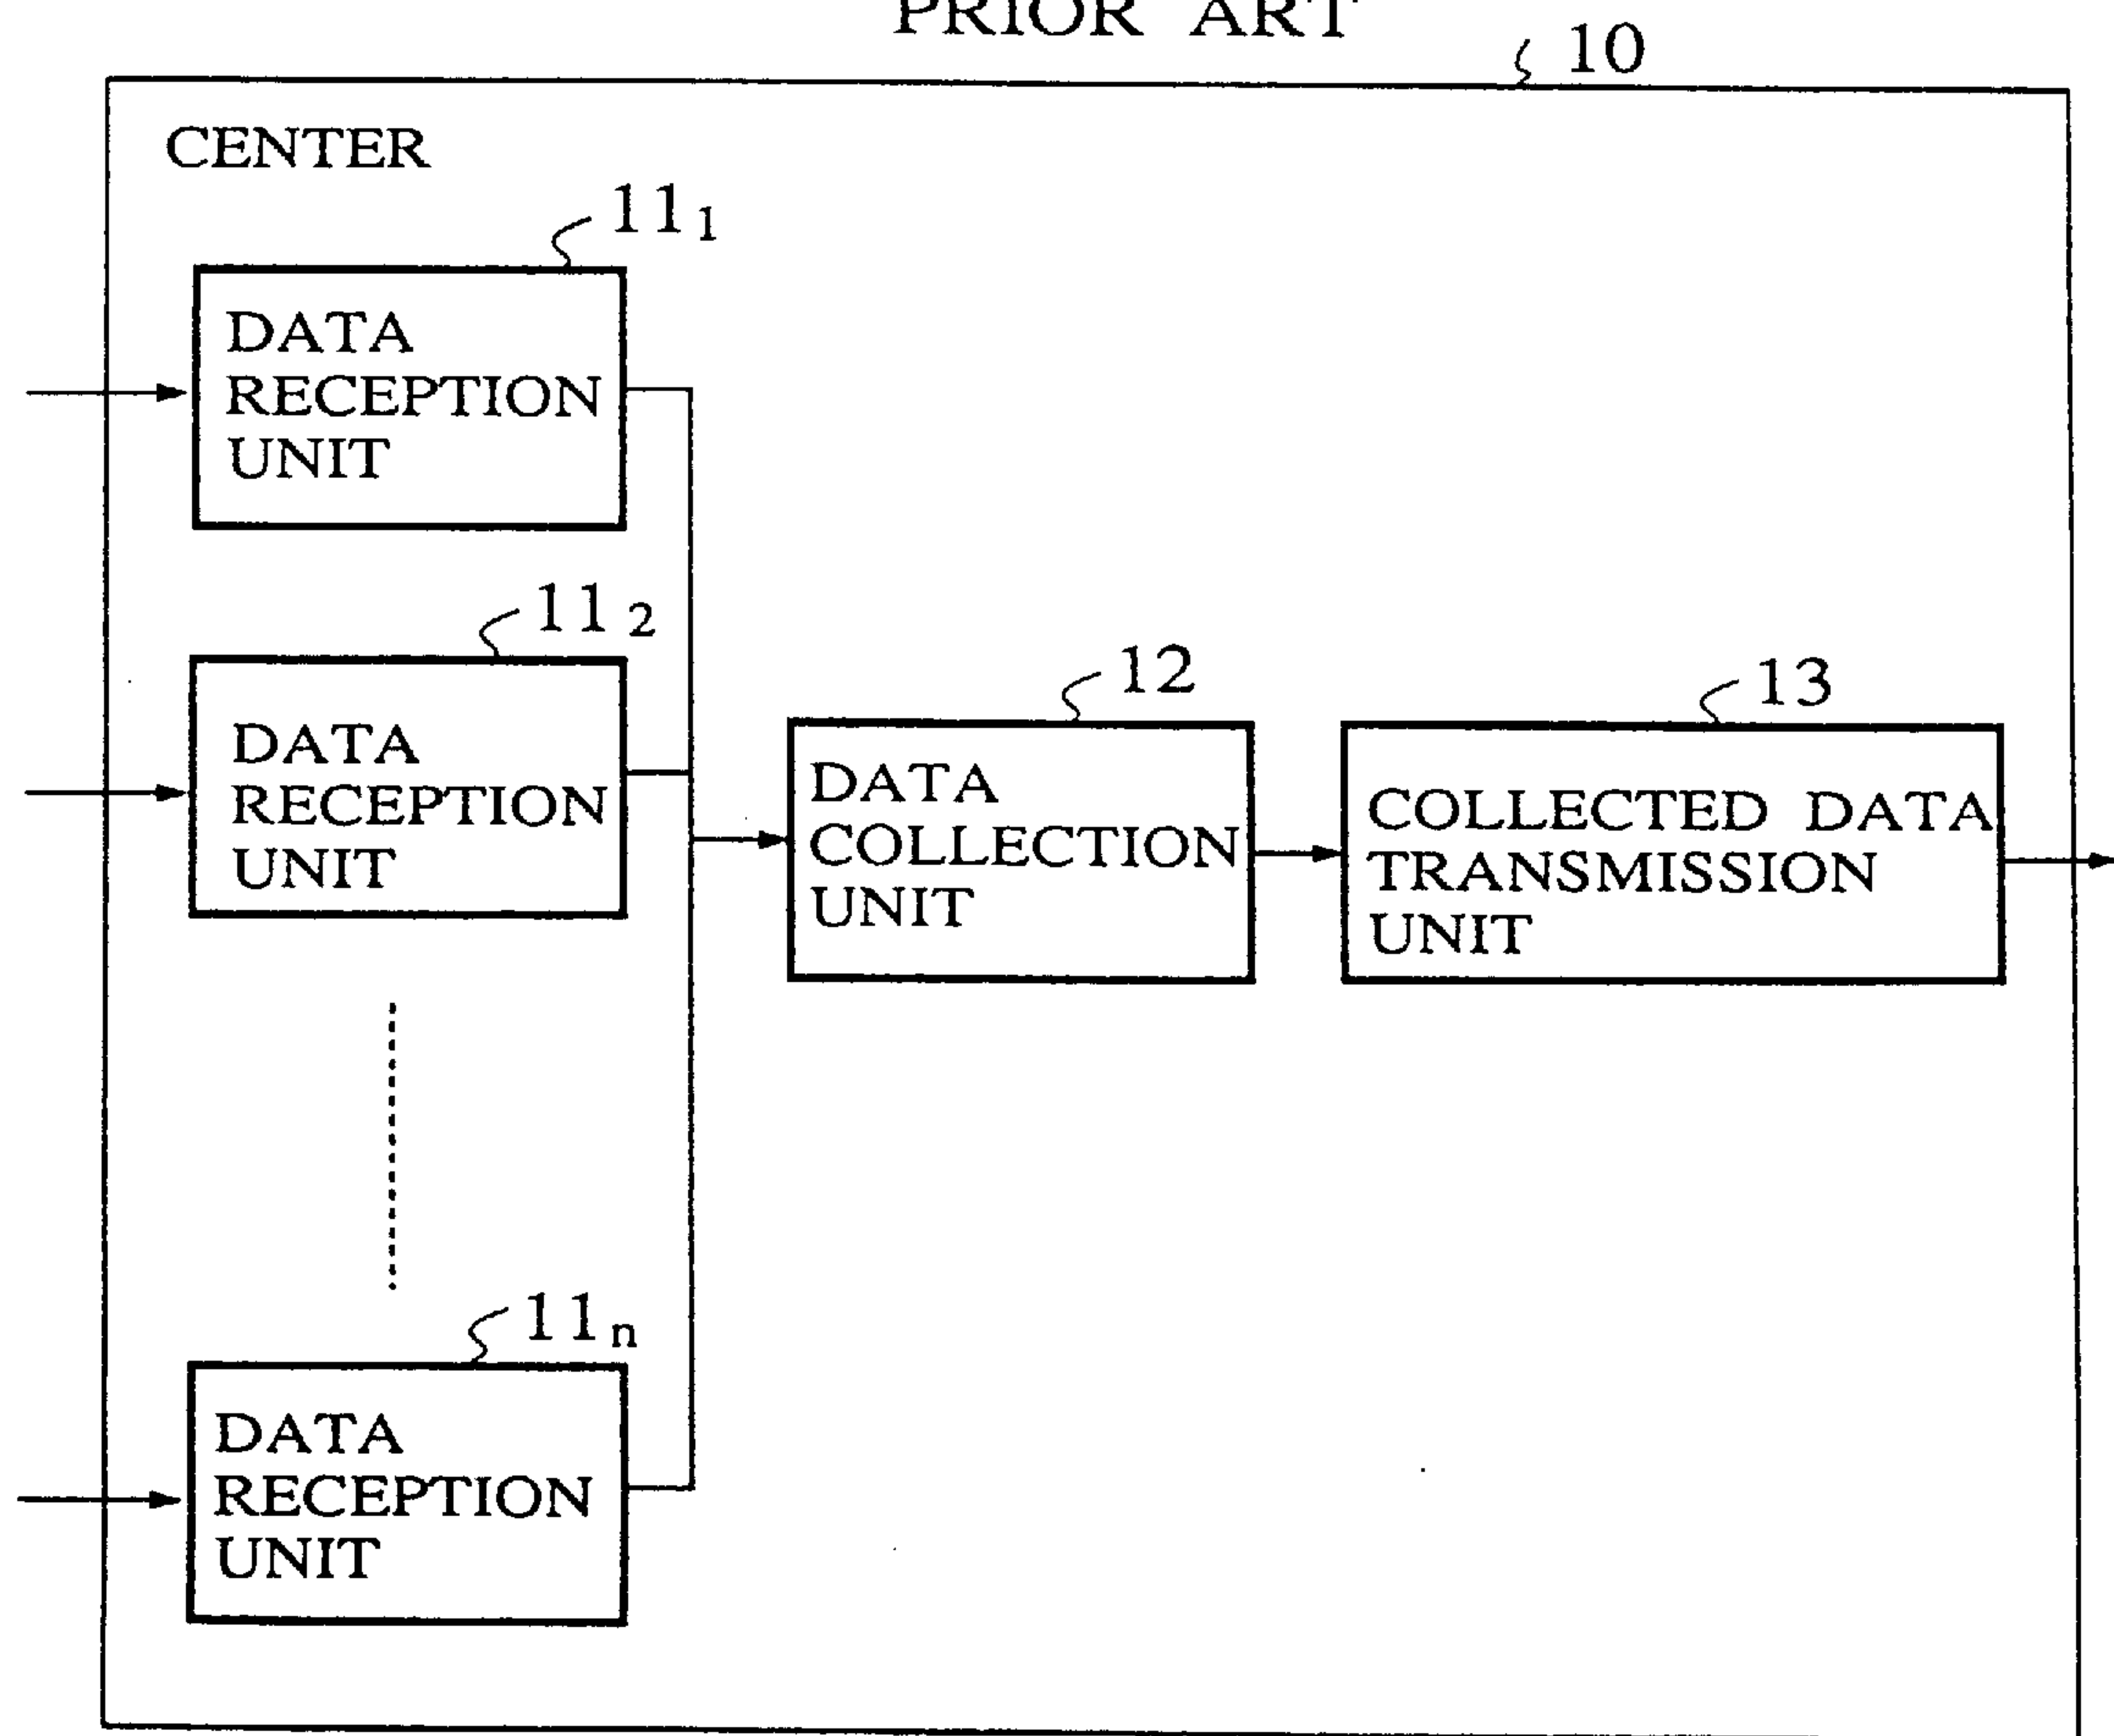 PRIOR ART
10
CENTER
11₁
DATA
RECEPTION
UNIT
11₂
DATA
RECEPTION
UNIT
12
DATA
COLLECTION
UNIT
13
COLLECTED DATA
TRANSMISSION
UNIT
11ₙ
DATA
RECEPTION
UNIT